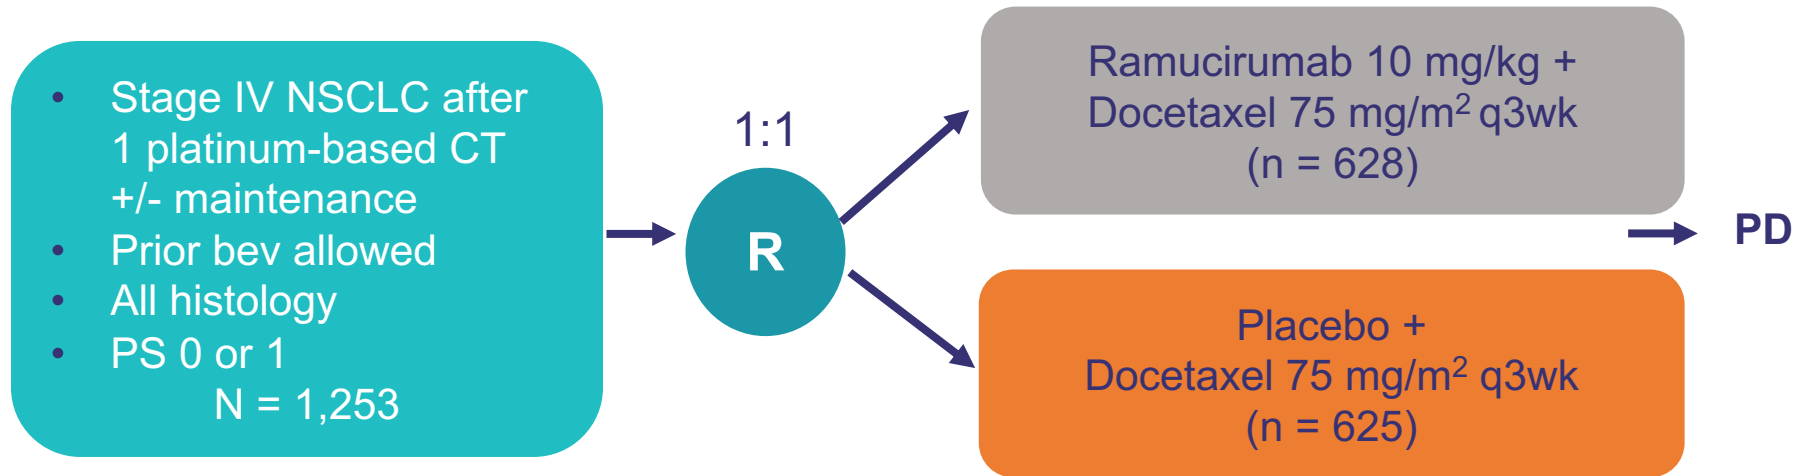 • Stage IV NSCLC after
1 platinum-based CT
+/- maintenance
• Prior bev allowed
• All histology
• PS 0 or 1
N = 1,253
1:1
R
Ramucirumab 10 mg/kg +
Docetaxel 75 mg/m² q3wk
(n = 628)
Placebo +
Docetaxel 75 mg/m² q3wk
(n = 625)
PD